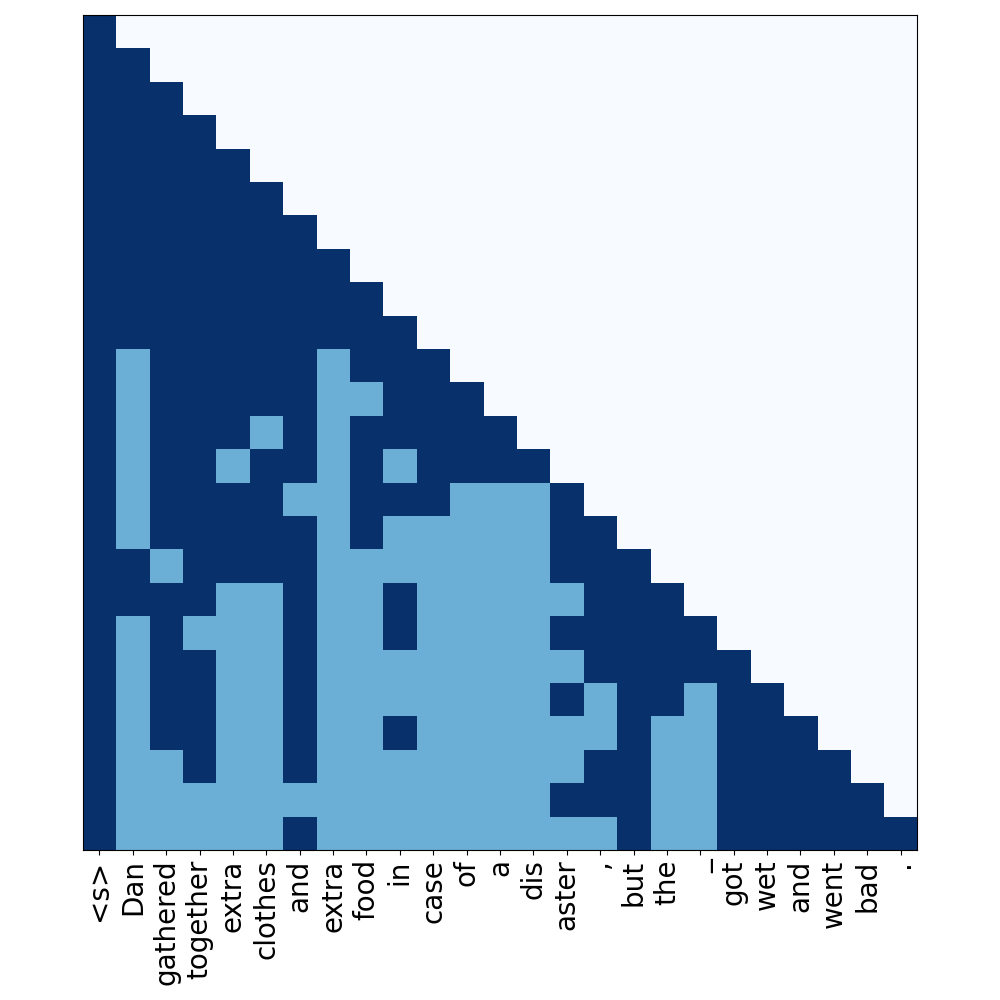 <s>
Dan
gathered
together
extra
clothes
and
extra
food
in
case
of
a
dis
aster
,
but
the
_
got
wet
and
went
bad
.